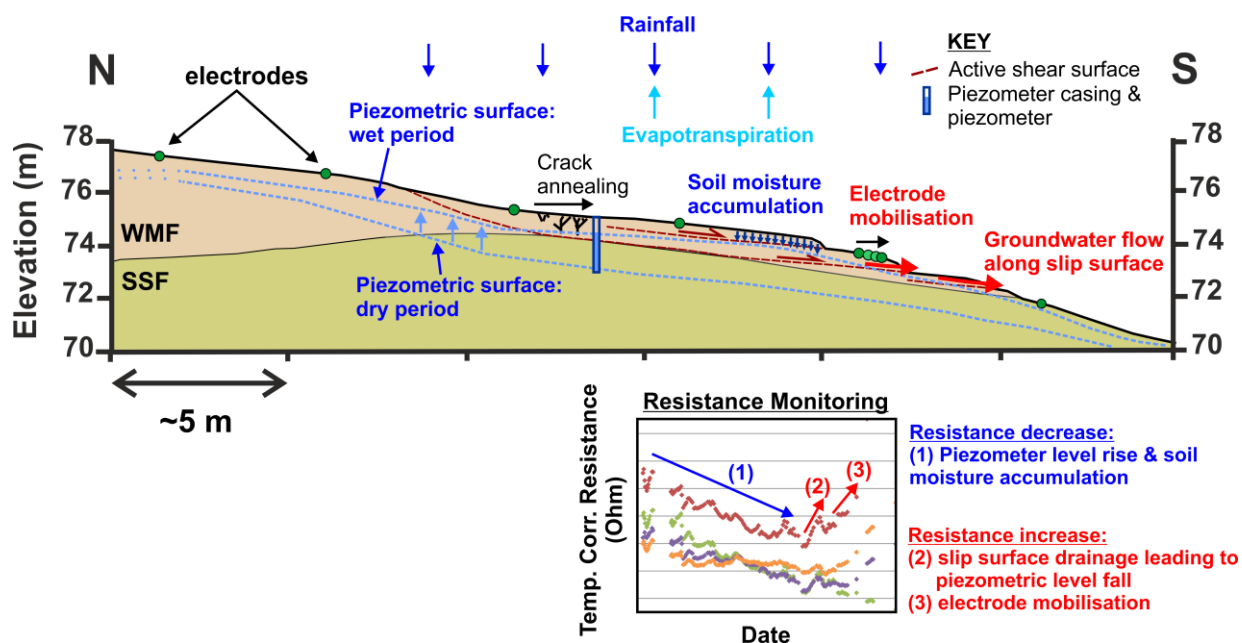 Rainfall
KEY
N
S
electrodes
Active shear surface
Piezometer casing &
piezometer
Piezometric surface:
wet period
Evapotranspiration
78
76
74
72
70
Elevation (m)
78
76
74
72
70
Crack
annealing
Soil moisture
accumulation
Electrode
mobilisation
Groundwater flow
along slip surface
WMF
SSF
Piezometric surface:
dry period
~5 m
Resistance Monitoring
Temp. Corr. Resistance
(Ohm)
(1)
(2)
(3)
Date
Resistance decrease:
(1) Piezometer level rise & soil
moisture accumulation
Resistance increase:
(2) slip surface drainage leading to
piezometric level fall
(3) electrode mobilisation